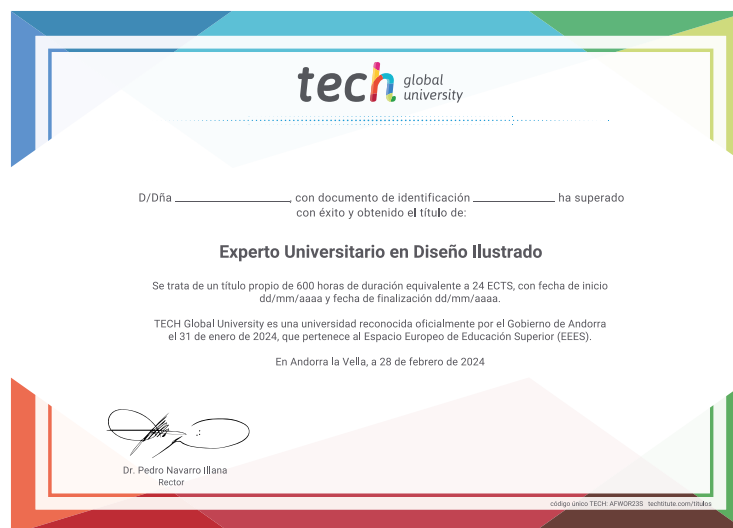 tech global
university
D/Dña ____________________, con documento de identificación ______________ ha superado
con éxito y obtenido el título de:
Experto Universitario en Diseño Ilustrado
Se trata de un título propio de 600 horas de duración equivalente a 24 ECTS, con fecha de inicio
dd/mm/aaaa y fecha de finalización dd/mm/aaaa.
TECH Global University es una universidad reconocida oficialmente por el Gobierno de Andorra
el 31 de enero de 2024, que pertenece al Espacio Europeo de Educación Superior (EEES).
En Andorra la Vella, a 28 de febrero de 2024
Dr. Pedro Navarro Illana
Rector
código único TECH: AFWOR23S techtitute.com/titulos